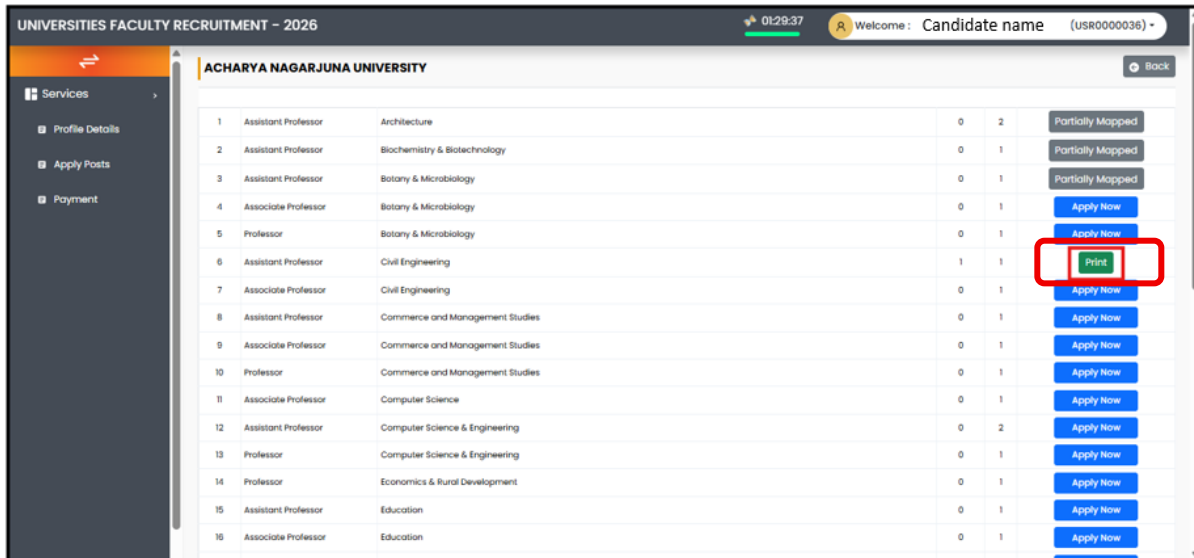 UNIVERSITIES FACULTY RECRUITMENT - 2026 01:29:37 Welcome : Candidate name (USR0000036)
ACHARYA NAGARJUNA UNIVERSITY Back
Services
Profile Details
Apply Posts
Payment
1 Assistant Professor Architecture 0 2 Partially Mapped
2 Assistant Professor Biochemistry & Biotechnology 0 1 Partially Mapped
3 Assistant Professor Botany & Microbiology 0 1 Partially Mapped
4 Associate Professor Botany & Microbiology 0 1 Apply Now
5 Professor Botany & Microbiology 0 1 Apply Now
6 Assistant Professor Civil Engineering 1 1 Print
7 Associate Professor Civil Engineering 0 1 Apply Now
8 Assistant Professor Commerce and Management Studies 0 1 Apply Now
9 Associate Professor Commerce and Management Studies 0 1 Apply Now
10 Professor Commerce and Management Studies 0 1 Apply Now
11 Associate Professor Computer Science 0 1 Apply Now
12 Assistant Professor Computer Science & Engineering 0 2 Apply Now
13 Professor Computer Science & Engineering 0 1 Apply Now
14 Professor Economics & Rural Development 0 1 Apply Now
15 Assistant Professor Education 0 1 Apply Now
16 Associate Professor Education 0 1 Apply Now